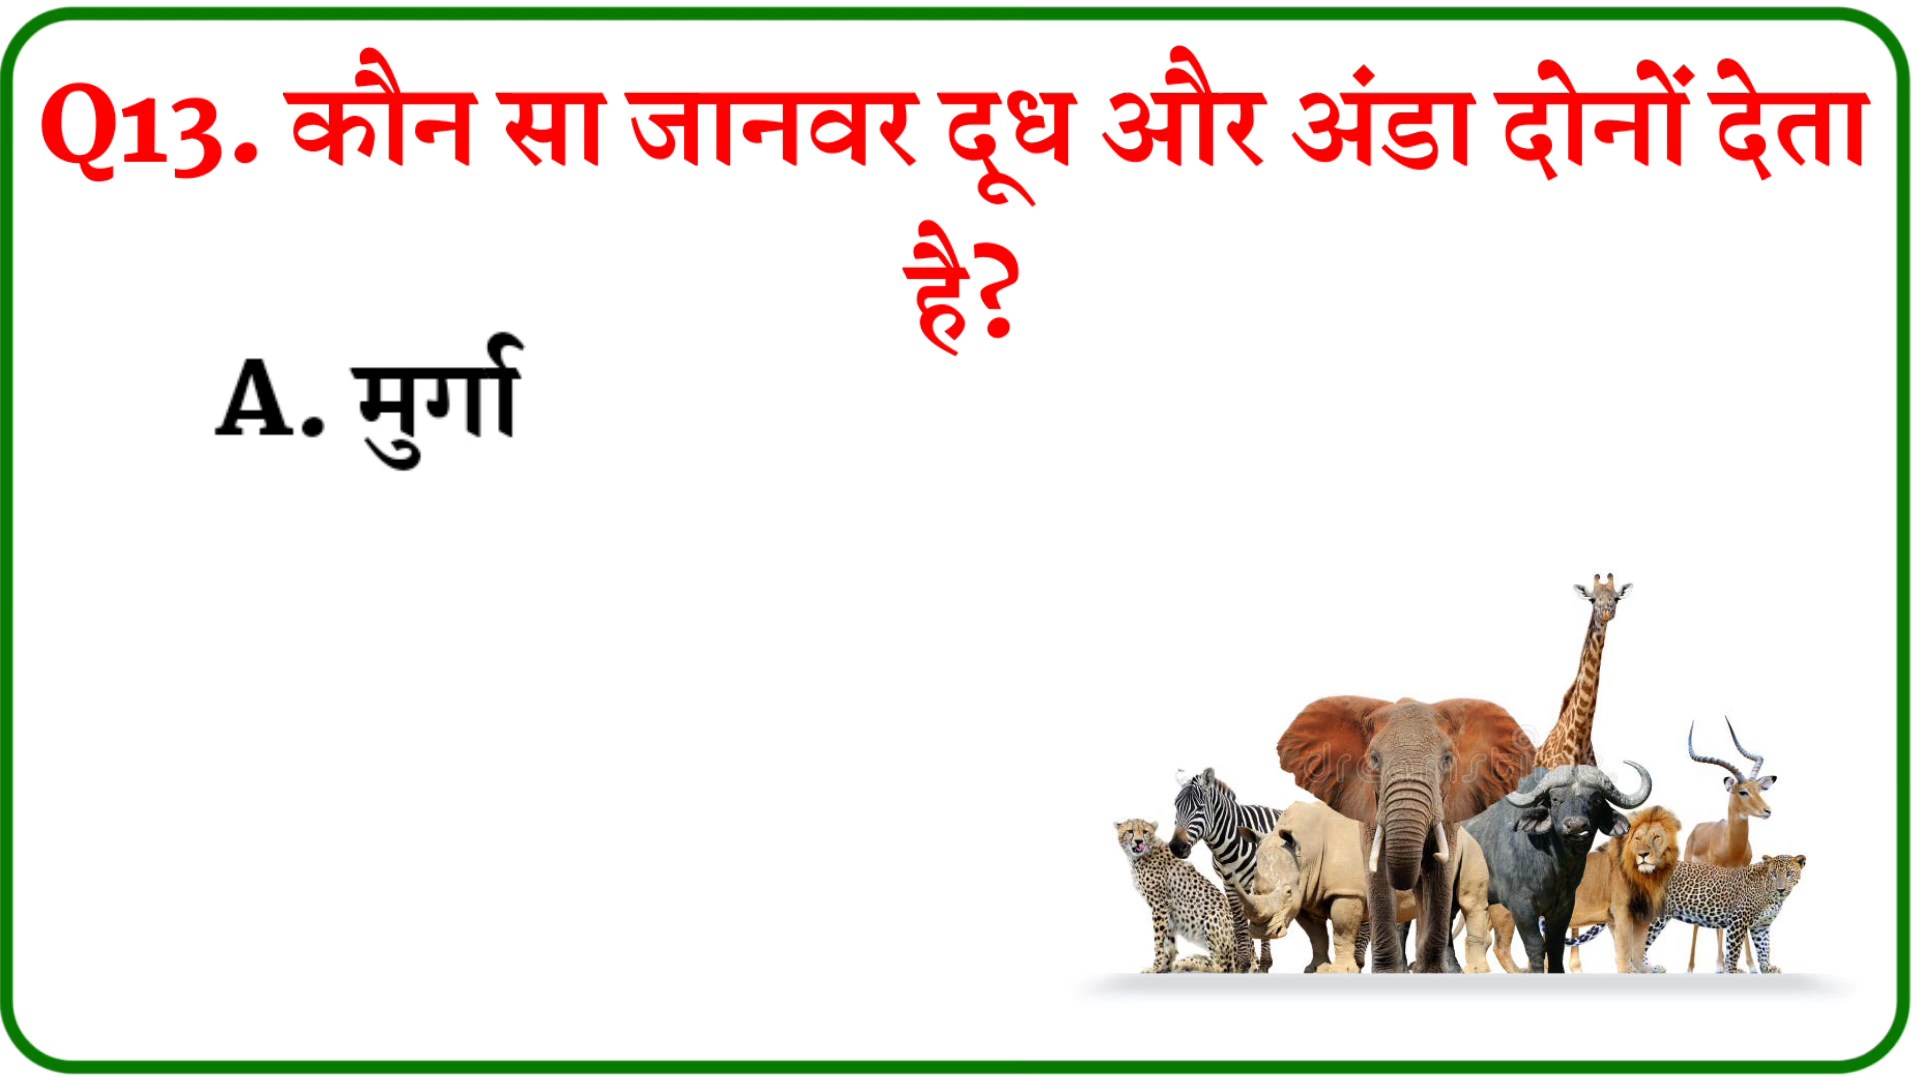 Q13. कौन सा जानवर दूध और अंडा दोनों देता
है?
A. मुर्गा